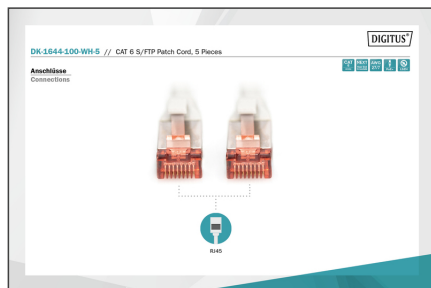 DIGITUS®
DK-1644-100-WH-5 // CAT 6 S/FTP Patch Cord, 5 Pieces
Anschlüsse
Connections
RJ45